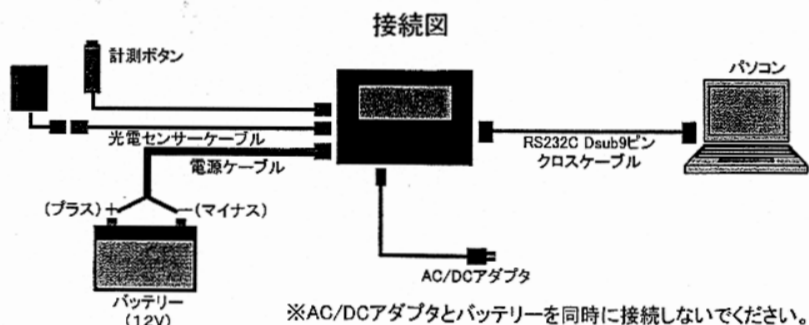 接続図
計測ボタン
パソコン
光電センサーケーブル
RS232C Dsub9ピン
クロスケーブル
電源ケーブル
(プラス)+ −(マイナス)
AC/DCアダプタ
バッテリー
(12V)
※AC/DCアダプタとバッテリーを同時に接続しないでください。